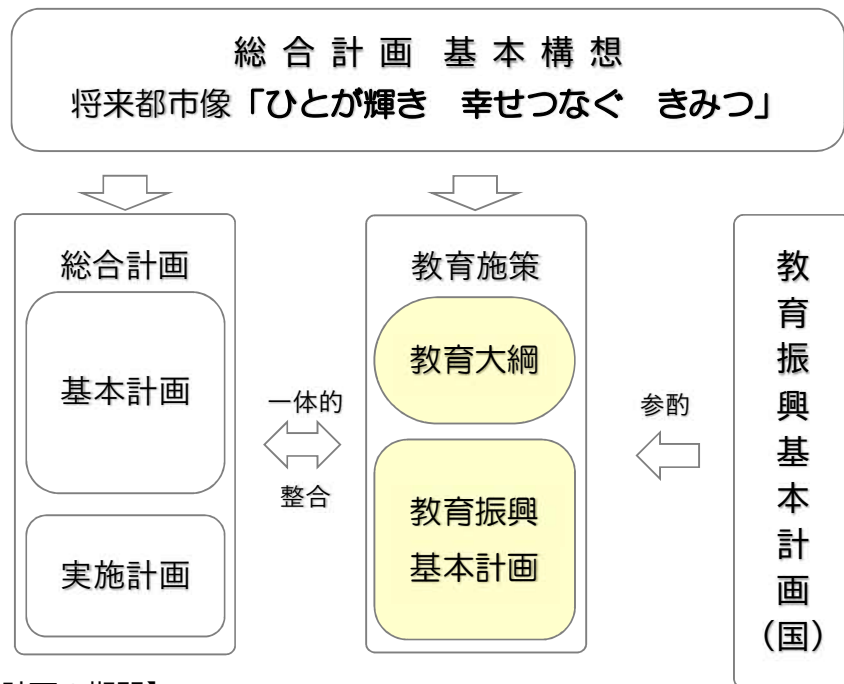 総合計画 基本構想
将来都市像「ひとが輝き 幸せつなぐ きみつ」
総合計画
基本計画
実施計画
一体的
整合
教育施策
教育大綱
教育振興
基本計画
参酌
教育振興基本計画(国)